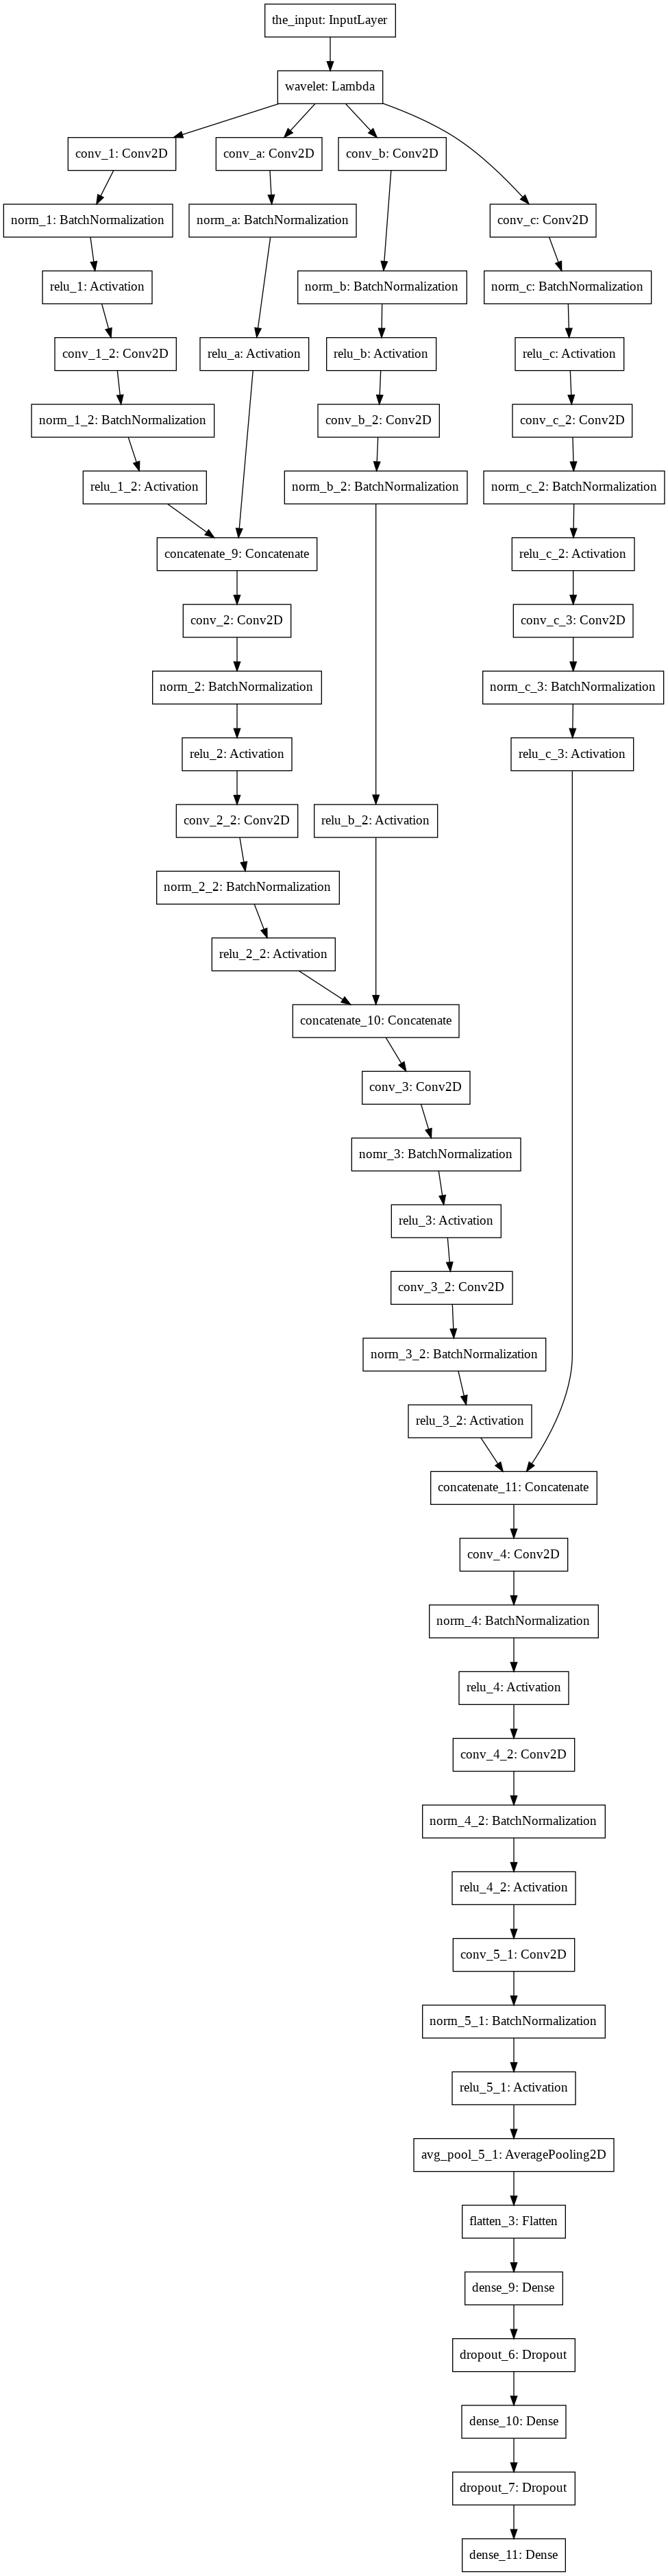 the_input: InputLayer
wavelet: Lambda
conv_1: Conv2D
conv_a: Conv2D
conv_b: Conv2D
norm_1: BatchNormalization
norm_a: BatchNormalization
conv_c: Conv2D
relu_1: Activation
norm_b: BatchNormalization
norm_c: BatchNormalization
conv_1_2: Conv2D
relu_a: Activation
relu_b: Activation
relu_c: Activation
norm_1_2: BatchNormalization
conv_b_2: Conv2D
conv_c_2: Conv2D
relu_1_2: Activation
norm_b_2: BatchNormalization
norm_c_2: BatchNormalization
concatenate_9: Concatenate
relu_c_2: Activation
conv_2: Conv2D
conv_c_3: Conv2D
norm_2: BatchNormalization
norm_c_3: BatchNormalization
relu_2: Activation
relu_c_3: Activation
conv_2_2: Conv2D
relu_b_2: Activation
norm_2_2: BatchNormalization
relu_2_2: Activation
concatenate_10: Concatenate
conv_3: Conv2D
nomr_3: BatchNormalization
relu_3: Activation
conv_3_2: Conv2D
norm_3_2: BatchNormalization
relu_3_2: Activation
concatenate_11: Concatenate
conv_4: Conv2D
norm_4: BatchNormalization
relu_4: Activation
conv_4_2: Conv2D
norm_4_2: BatchNormalization
relu_4_2: Activation
conv_5_1: Conv2D
norm_5_1: BatchNormalization
relu_5_1: Activation
avg_pool_5_1: AveragePooling2D
flatten_3: Flatten
dense_9: Dense
dropout_6: Dropout
dense_10: Dense
dropout_7: Dropout
dense_11: Dense